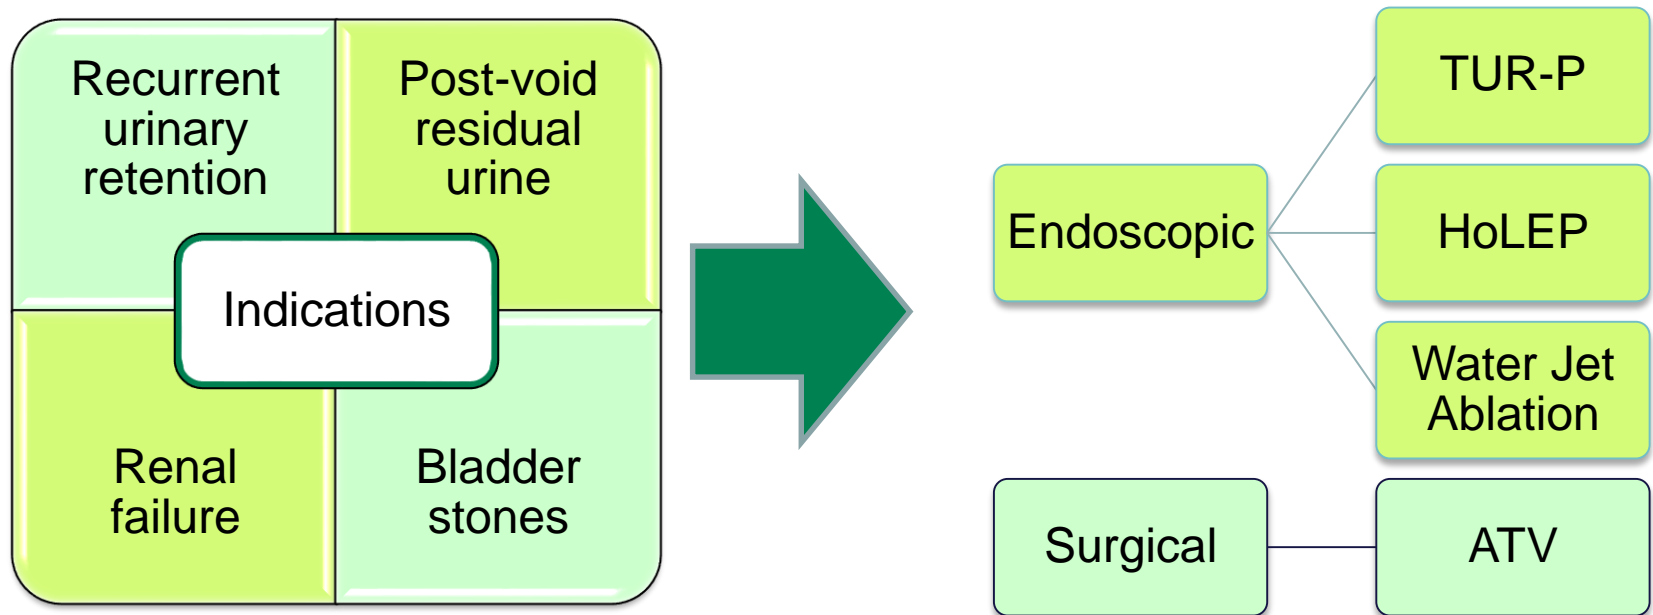 Recurrent
urinary
retention
Post-void
residual
urine
Indications
Renal
failure
Bladder
stones
Endoscopic
TUR-P
HoLEP
Water Jet
Ablation
Surgical
ATV